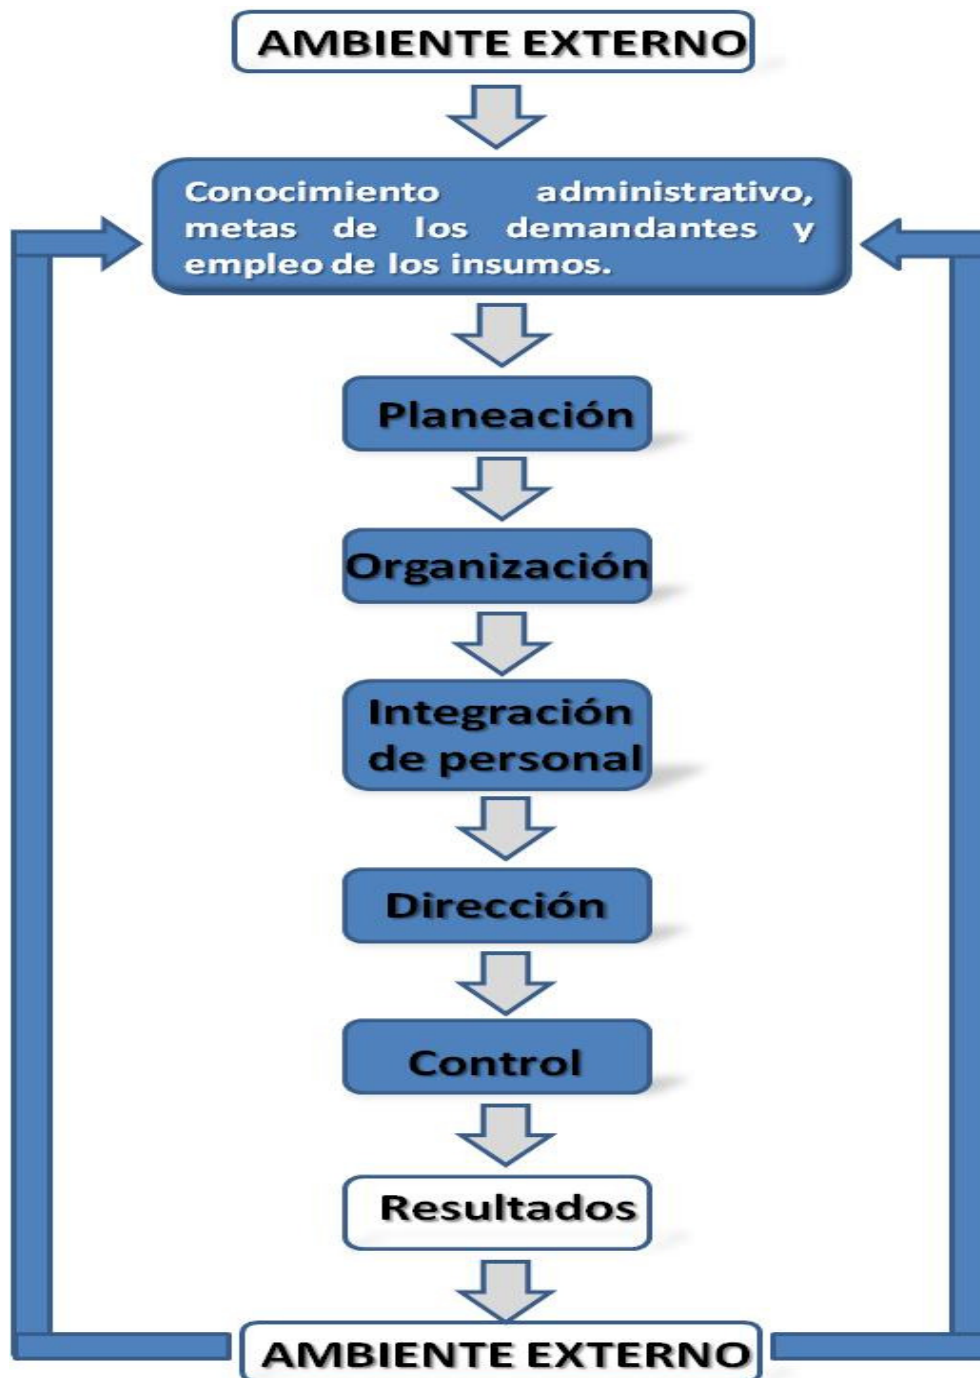 AMBIENTE EXTERNO
Conocimiento administrativo,
metas de los demandantes y
empleo de los insumos.
Planeación
Organización
Integración
de personal
Dirección
Control
Resultados
AMBIENTE EXTERNO